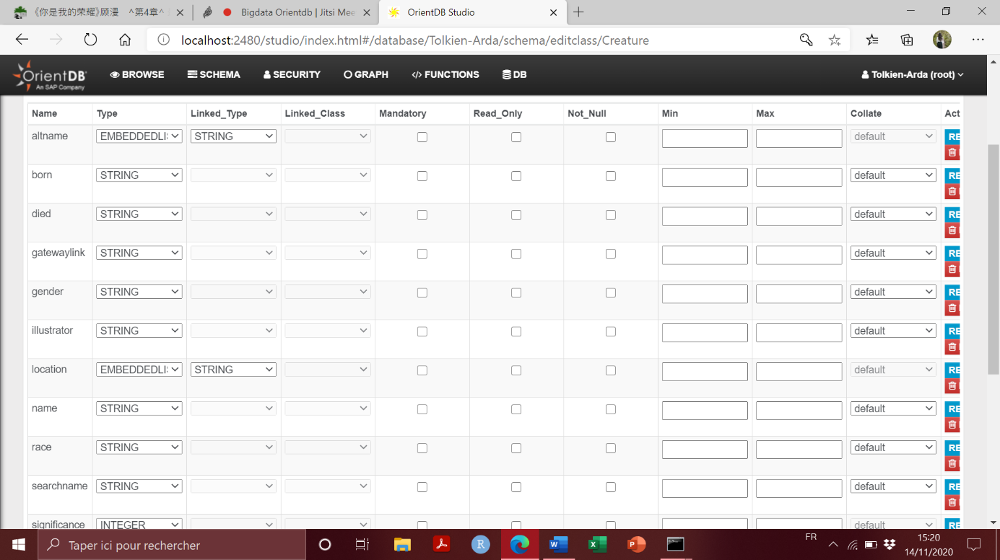 《你是我的荣耀》顾漫 ^第4章^
Bigdata Orientdb | Jitsi Mee
OrientDB Studio
localhost:2480/studio/index.html#/database/Tolkien-Arda/schema/editclass/Creature
OrientDB
An SAP Company
BROWSE SCHEMA SECURITY GRAPH FUNCTIONS DB Tolkien-Arda (root)
Name Type Linked_Type Linked_Class Mandatory Read_Only Not_Null Min Max Collate Act
altname EMBEDDEDLI STRING default RE
born STRING default RE
died STRING default RE
gatewaylink STRING default RE
gender STRING default RE
illustrator STRING default RE
location EMBEDDEDLI STRING default RE
name STRING default RE
race STRING default RE
searchname STRING default RE
significance INTEGER default RE
Taper ici pour rechercher
FR
15:20
14/11/2020